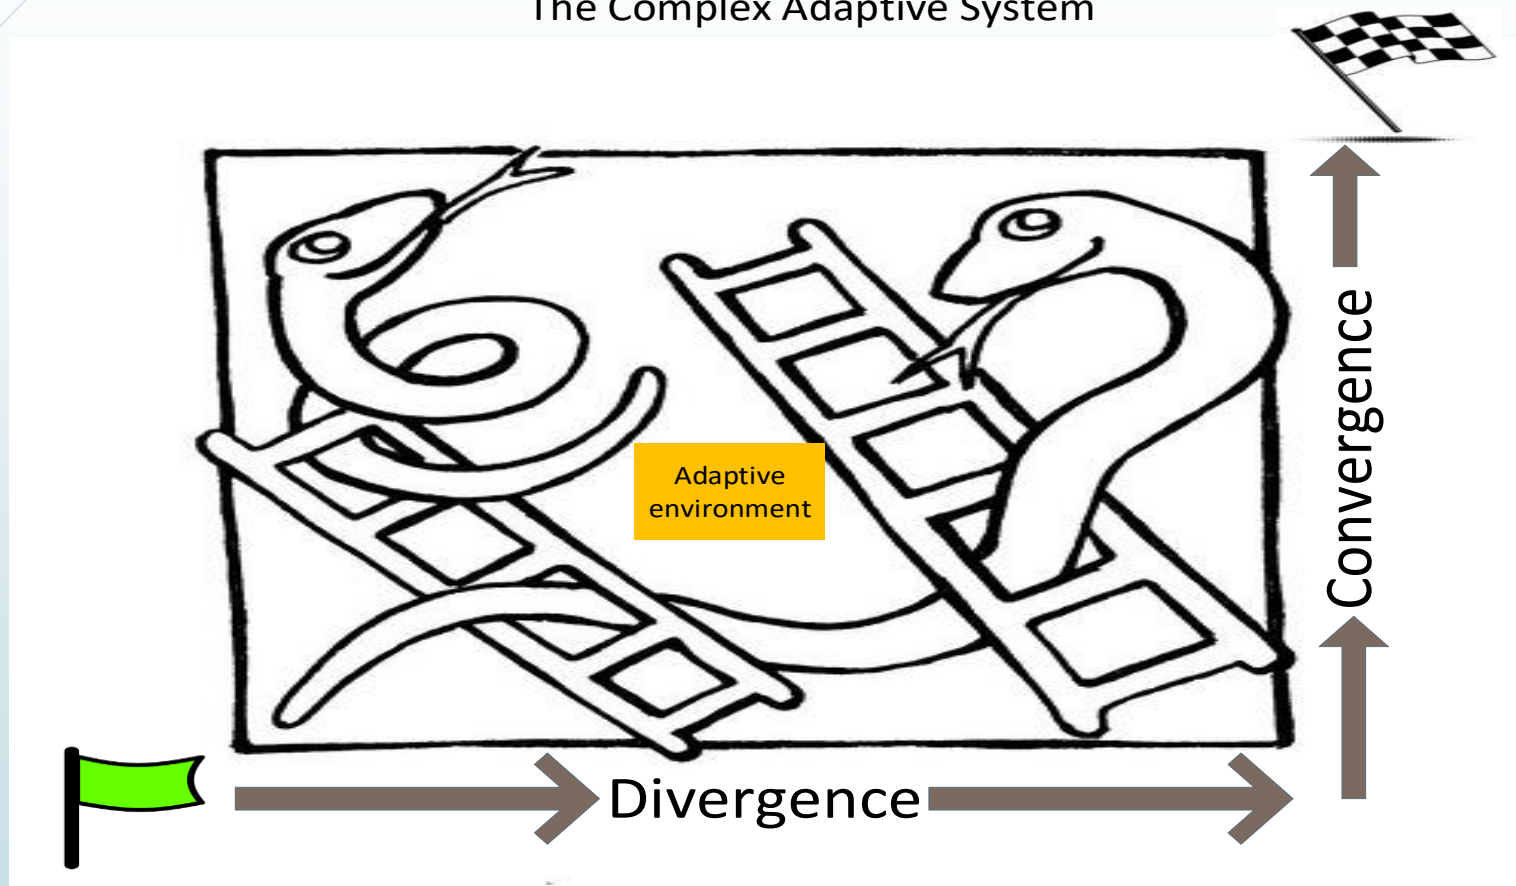 The Complex Adaptive System
Adaptive
environment
Convergence
Divergence